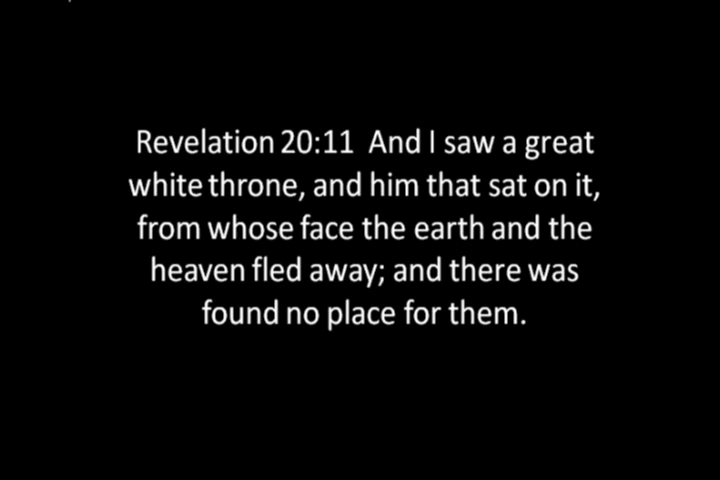 Revelation 20:11  And I saw a great
white throne, and him that sat on it,
from whose face the earth and the
heaven fled away; and there was
found no place for them.